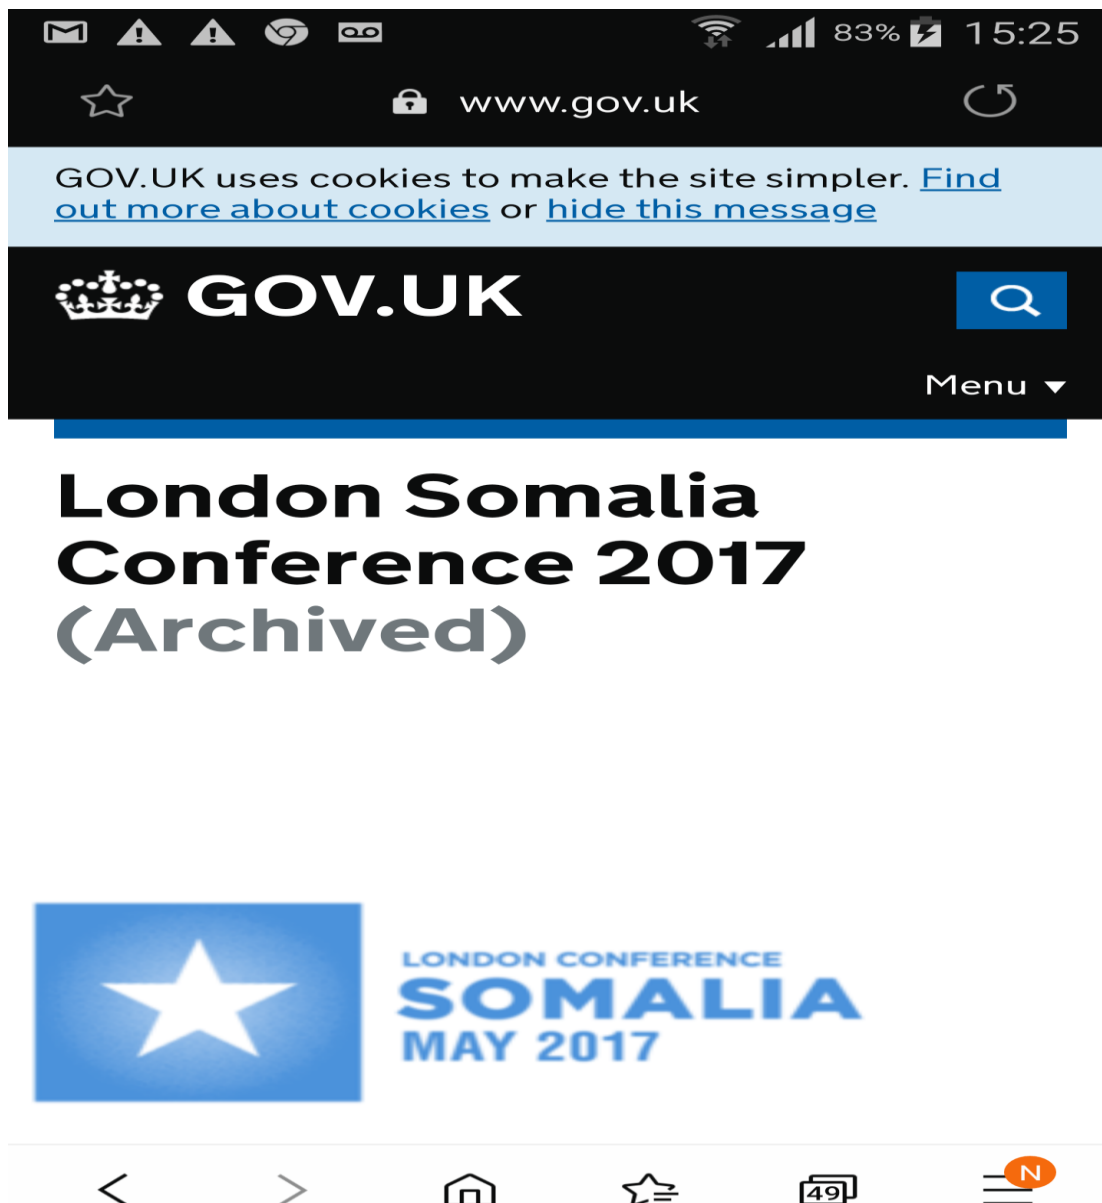 83% 15:25
www.gov.uk
GOV.UK uses cookies to make the site simpler. Find
out more about cookies or hide this message
GOV.UK
Menu
London Somalia
Conference 2017
(Archived)
LONDON CONFERENCE
SOMALIA
MAY 2017
49
N